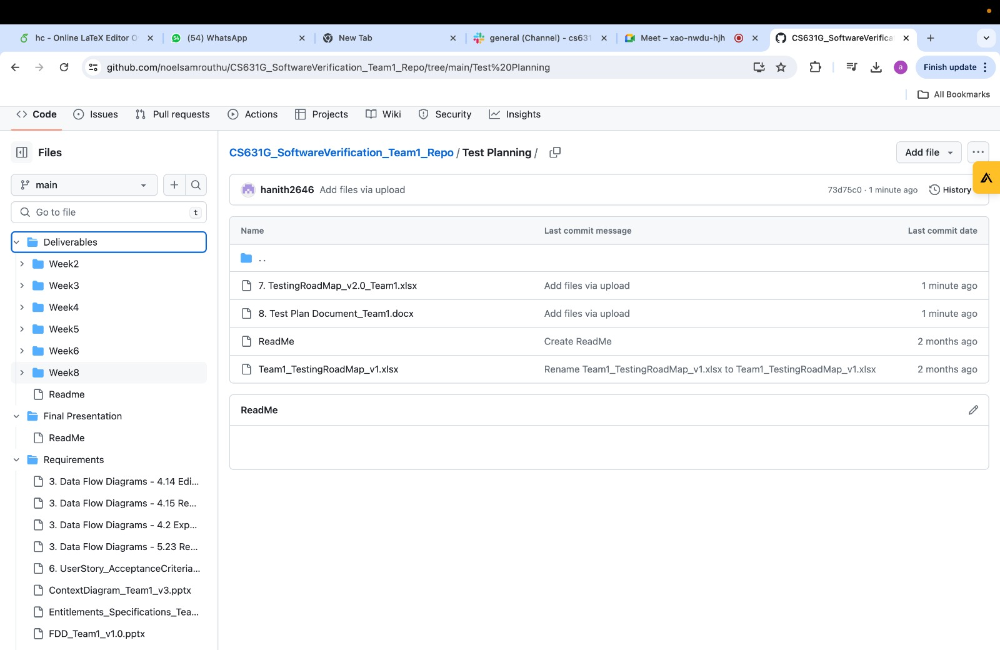 hc - Online LaTeX Editor O
54
(54) WhatsApp
New Tab
general (Channel) - cs631
Meet – xao-nwdu-hjh
CS631G_SoftwareVerifica
github.com/noelsamrouthu/CS631G_SoftwareVerification_Team1_Repo/tree/main/Test%20Planning
a
Finish update
All Bookmarks
Code
Issues
Pull requests
Actions
Projects
Wiki
Security
Insights
Files
main
Go to file
t
Deliverables
Week2
Week3
Week4
Week5
Week6
Week8
Readme
Final Presentation
ReadMe
Requirements
3. Data Flow Diagrams - 4.14 Edi...
3. Data Flow Diagrams - 4.15 Re...
3. Data Flow Diagrams - 4.2 Exp...
3. Data Flow Diagrams - 5.23 Re...
6. UserStory_AcceptanceCriteria...
ContextDiagram_Team1_v3.pptx
Entitlements_Specifications_Tea...
FDD_Team1_v1.0.pptx
CS631G_SoftwareVerification_Team1_Repo / Test Planning /
Add file
hanith2646 Add files via upload
73d75c0 · 1 minute ago
History
Name Last commit message Last commit date
..
7. TestingRoadMap_v2.0_Team1.xlsx Add files via upload 1 minute ago
8. Test Plan Document_Team1.docx Add files via upload 1 minute ago
ReadMe Create ReadMe 2 months ago
Team1_TestingRoadMap_v1.xlsx Rename Team1_TestingRoadMap_v1.xlsx to Team1_TestingRoadMap_v1.xlsx 2 months ago
ReadMe